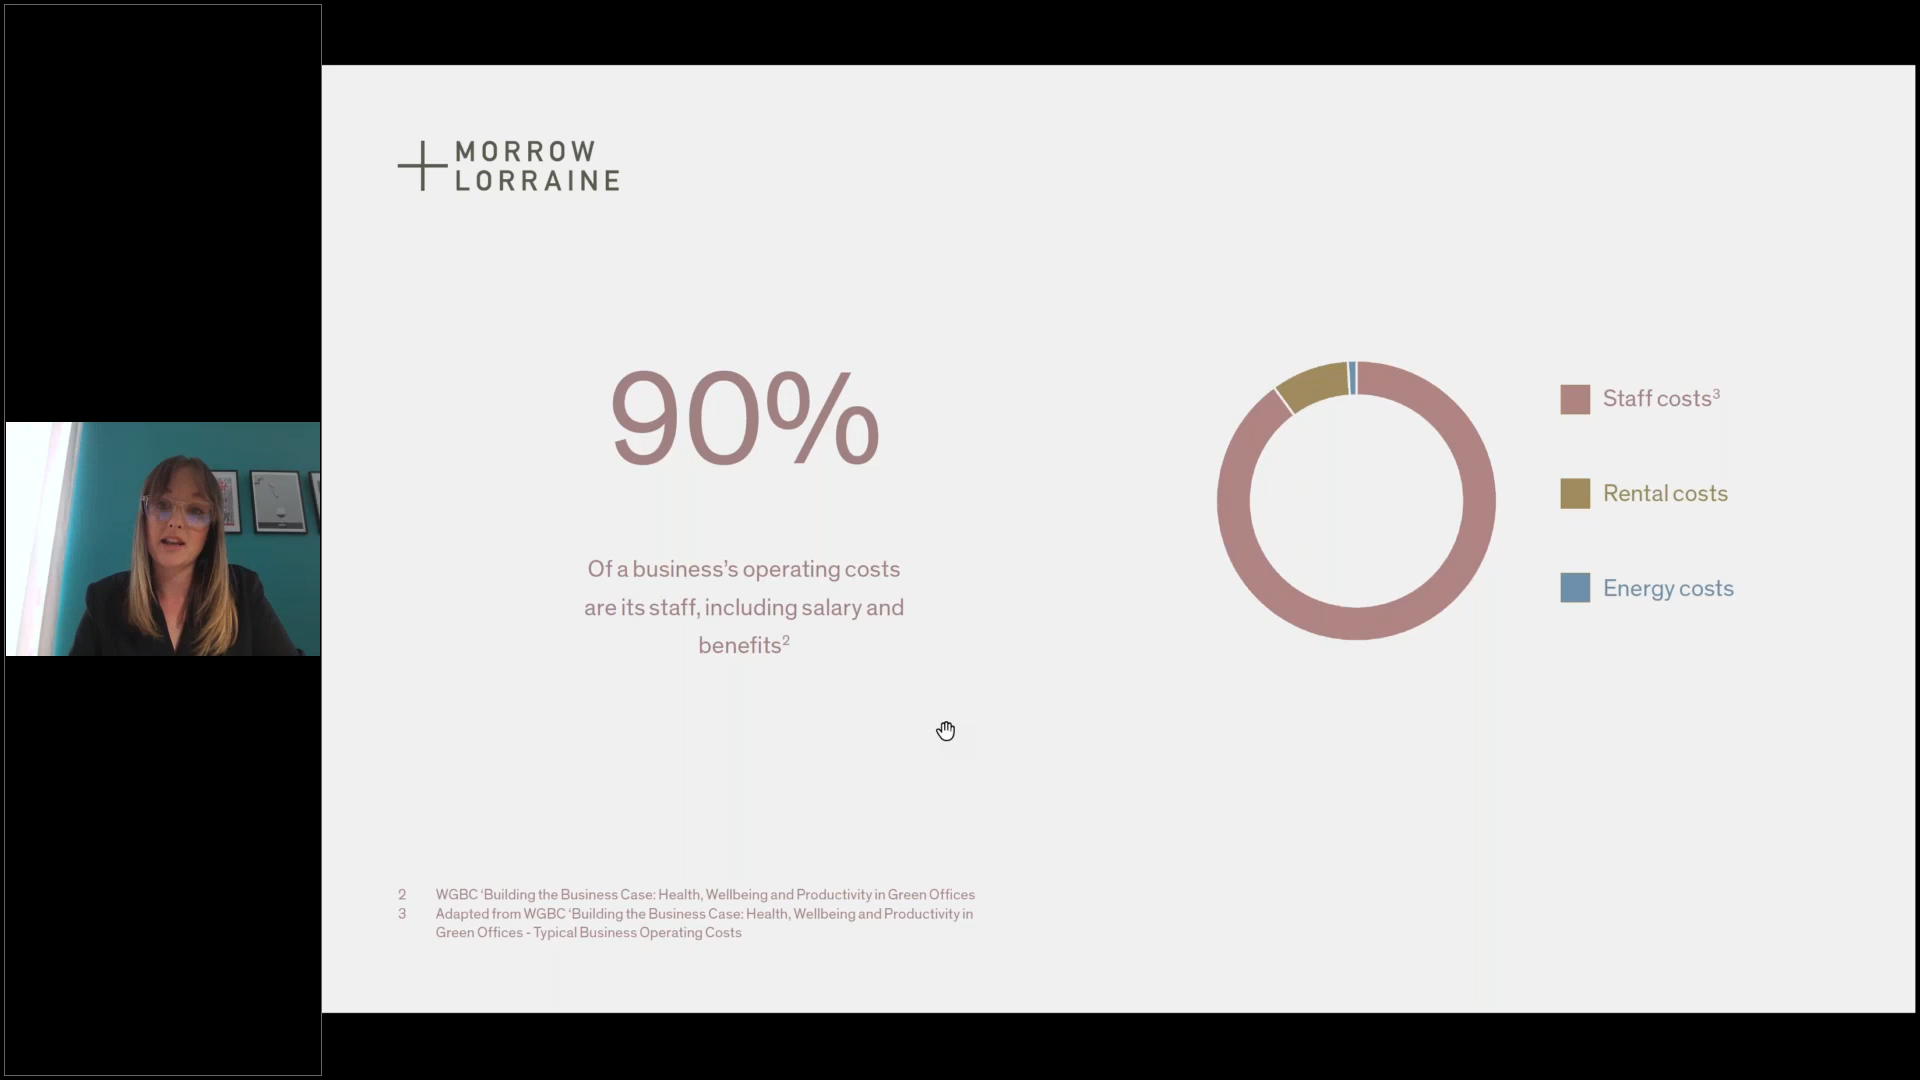 MORROW
LORRAINE
90%
Of a business’s operating costs
are its staff, including salary and
benefits²
Staff costs³
Rental costs
Energy costs
2 WGBC ‘Building the Business Case: Health, Wellbeing and Productivity in Green Offices
3 Adapted from WGBC ‘Building the Business Case: Health, Wellbeing and Productivity in
Green Offices - Typical Business Operating Costs